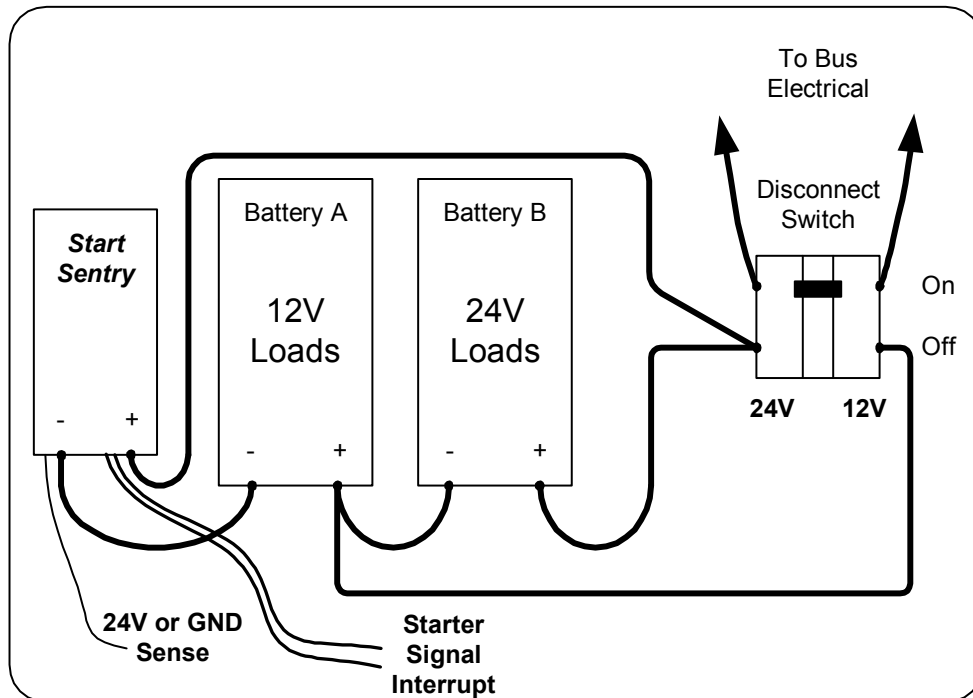 To Bus
Electrical
Disconnect
Switch
Start
Sentry
Battery A
12V
Loads
Battery B
24V
Loads
On
Off
24V
12V
-
+
-
+
-
+
24V or GND
Sense
Starter
Signal
Interrupt